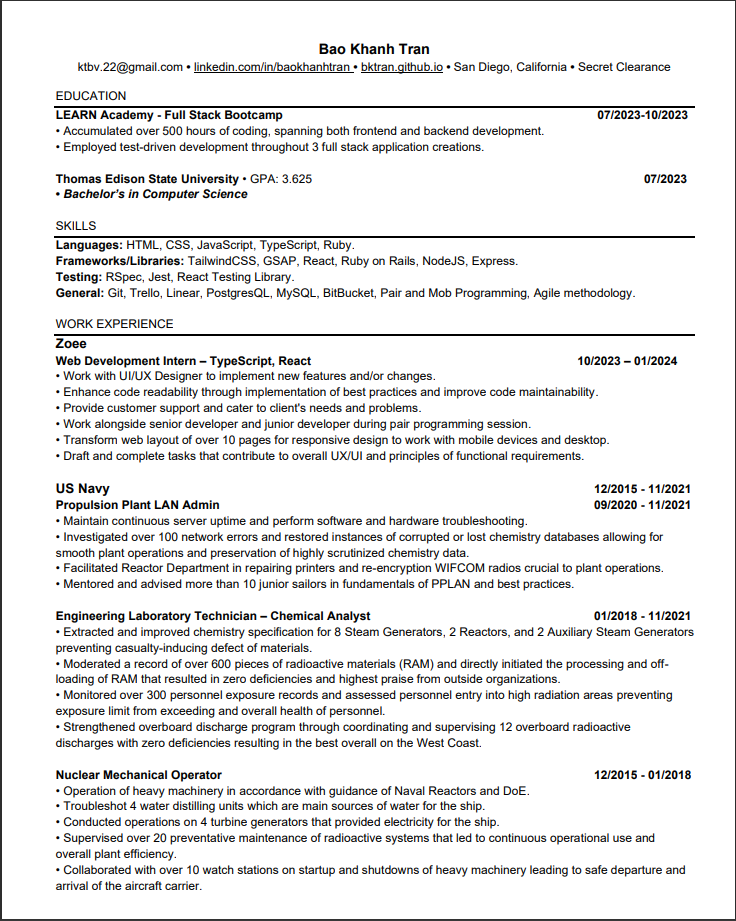 Bao Khanh Tran
ktbv.22@gmail.com • linkedin.com/in/baokhanhtran • bktran.github.io • San Diego, California • Secret Clearance
EDUCATION
LEARN Academy - Full Stack Bootcamp 07/2023-10/2023
• Accumulated over 500 hours of coding, spanning both frontend and backend development.
• Employed test-driven development throughout 3 full stack application creations.
Thomas Edison State University • GPA: 3.625 07/2023
• Bachelor's in Computer Science
SKILLS
Languages: HTML, CSS, JavaScript, TypeScript, Ruby.
Frameworks/Libraries: TailwindCSS, GSAP, React, Ruby on Rails, NodeJS, Express.
Testing: RSpec, Jest, React Testing Library.
General: Git, Trello, Linear, PostgresQL, MySQL, BitBucket, Pair and Mob Programming, Agile methodology.
WORK EXPERIENCE
Zoee
Web Development Intern – TypeScript, React 10/2023 – 01/2024
• Work with UI/UX Designer to implement new features and/or changes.
• Enhance code readability through implementation of best practices and improve code maintainability.
• Provide customer support and cater to client's needs and problems.
• Work alongside senior developer and junior developer during pair programming session.
• Transform web layout of over 10 pages for responsive design to work with mobile devices and desktop.
• Draft and complete tasks that contribute to overall UX/UI and principles of functional requirements.
US Navy 12/2015 - 11/2021
Propulsion Plant LAN Admin 09/2020 - 11/2021
• Maintain continuous server uptime and perform software and hardware troubleshooting.
• Investigated over 100 network errors and restored instances of corrupted or lost chemistry databases allowing for
smooth plant operations and preservation of highly scrutinized chemistry data.
• Facilitated Reactor Department in repairing printers and re-encryption WIFCOM radios crucial to plant operations.
• Mentored and advised more than 10 junior sailors in fundamentals of PPLAN and best practices.
Engineering Laboratory Technician – Chemical Analyst 01/2018 - 11/2021
• Extracted and improved chemistry specification for 8 Steam Generators, 2 Reactors, and 2 Auxiliary Steam Generators
preventing casualty-inducing defect of materials.
• Moderated a record of over 600 pieces of radioactive materials (RAM) and directly initiated the processing and off-
loading of RAM that resulted in zero deficiencies and highest praise from outside organizations.
• Monitored over 300 personnel exposure records and assessed personnel entry into high radiation areas preventing
exposure limit from exceeding and overall health of personnel.
• Strengthened overboard discharge program through coordinating and supervising 12 overboard radioactive
discharges with zero deficiencies resulting in the best overall on the West Coast.
Nuclear Mechanical Operator 12/2015 - 01/2018
• Operation of heavy machinery in accordance with guidance of Naval Reactors and DoE.
• Troubleshot 4 water distilling units which are main sources of water for the ship.
• Conducted operations on 4 turbine generators that provided electricity for the ship.
• Supervised over 20 preventative maintenance of radioactive systems that led to continuous operational use and
overall plant efficiency.
• Collaborated with over 10 watch stations on startup and shutdowns of heavy machinery leading to safe departure and
arrival of the aircraft carrier.